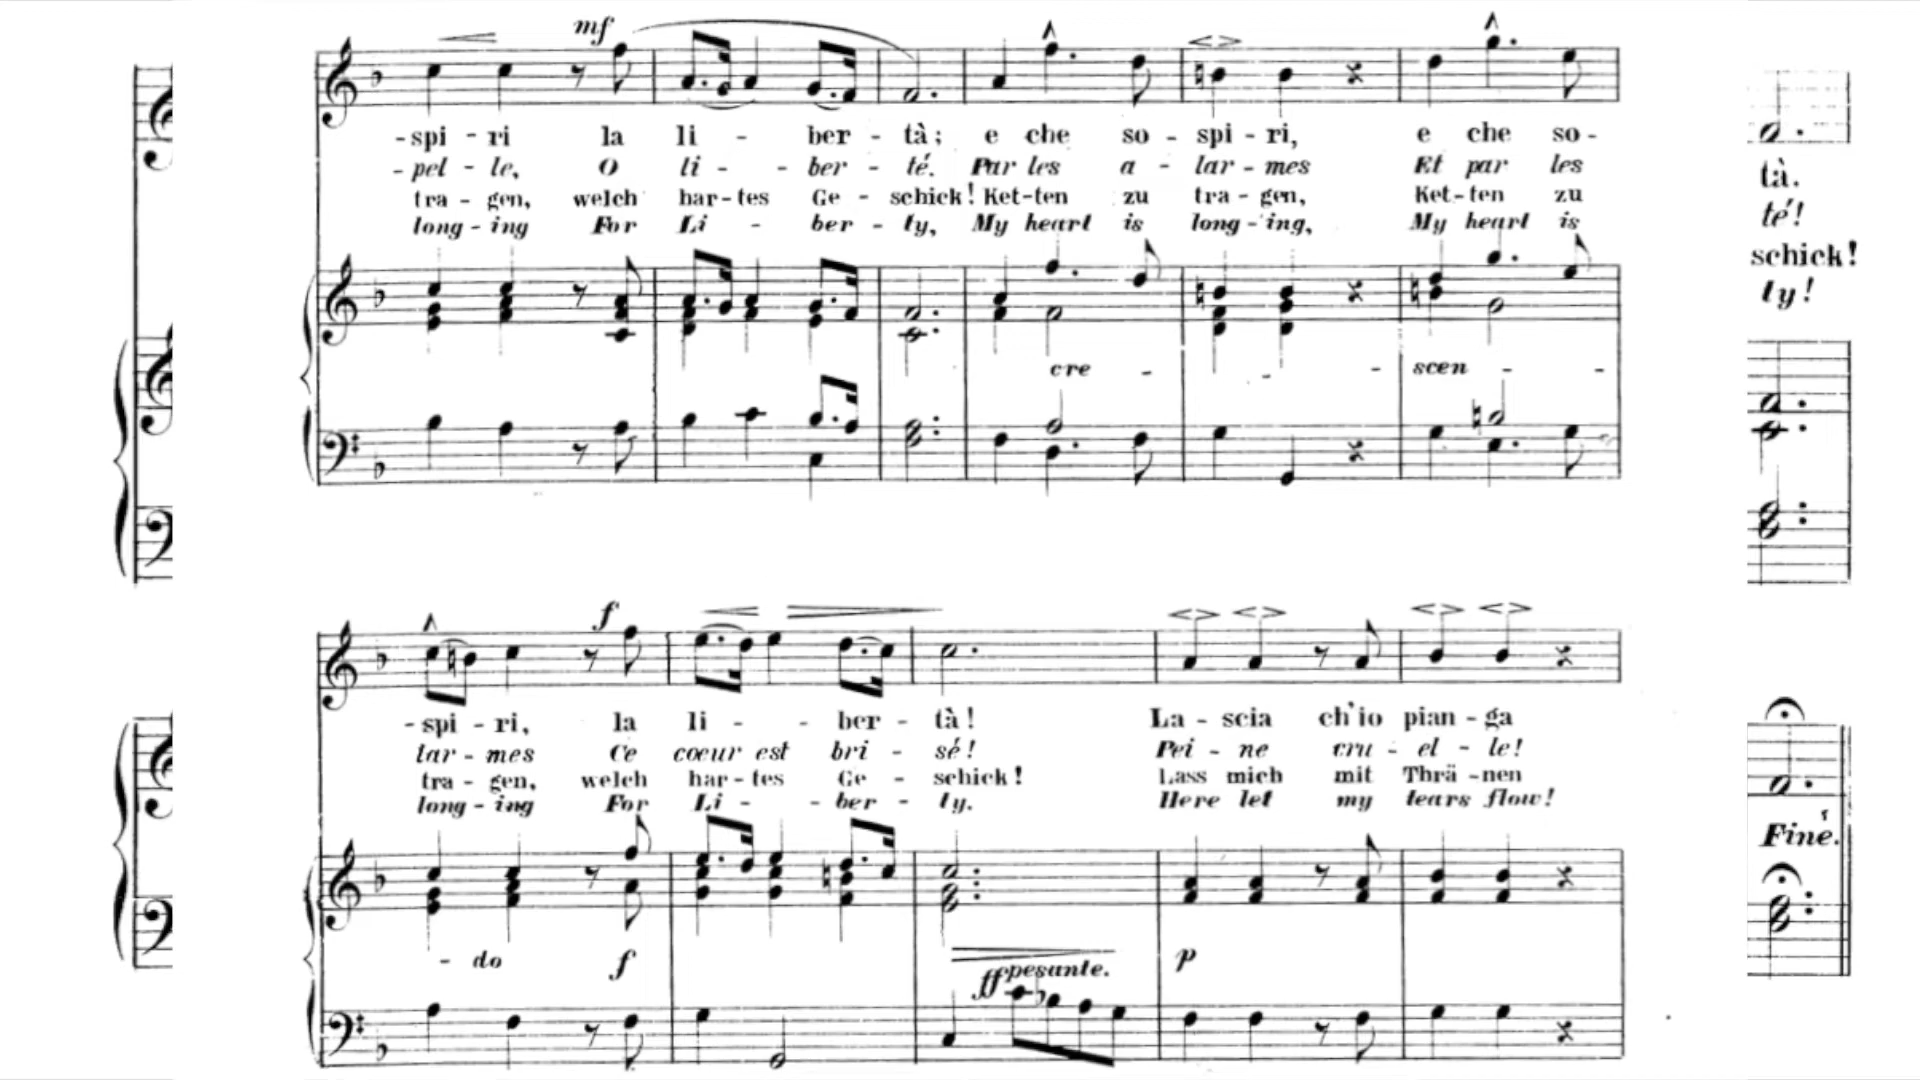 mf
- spi - ri la li - ber - tà; e che so - spi - ri, e che so -
- pel - le, O li - ber - té. Par les a - lar - mes Et par les
tra - gen, welch har - tes Ge - schick! Ket - ten zu tra - gen, Ket - ten zu
long - ing For Li - ber - ty, My heart is long - ing, My heart is
tà.
té!
schick!
ty!
cre - - - scen - -
f
- spi - ri, la li - - ber - tà! La - scia ch'io pian - ga
lar - mes Ce coeur est bri - sé! Pei - ne cru - el - le!
tra - gen, welch har - tes Ge - schick! Lass mich mit Thrä - nen
long - ing For Li - - ber - ty. Here let my tears flow!
Fine.
- do f ff pesante. p